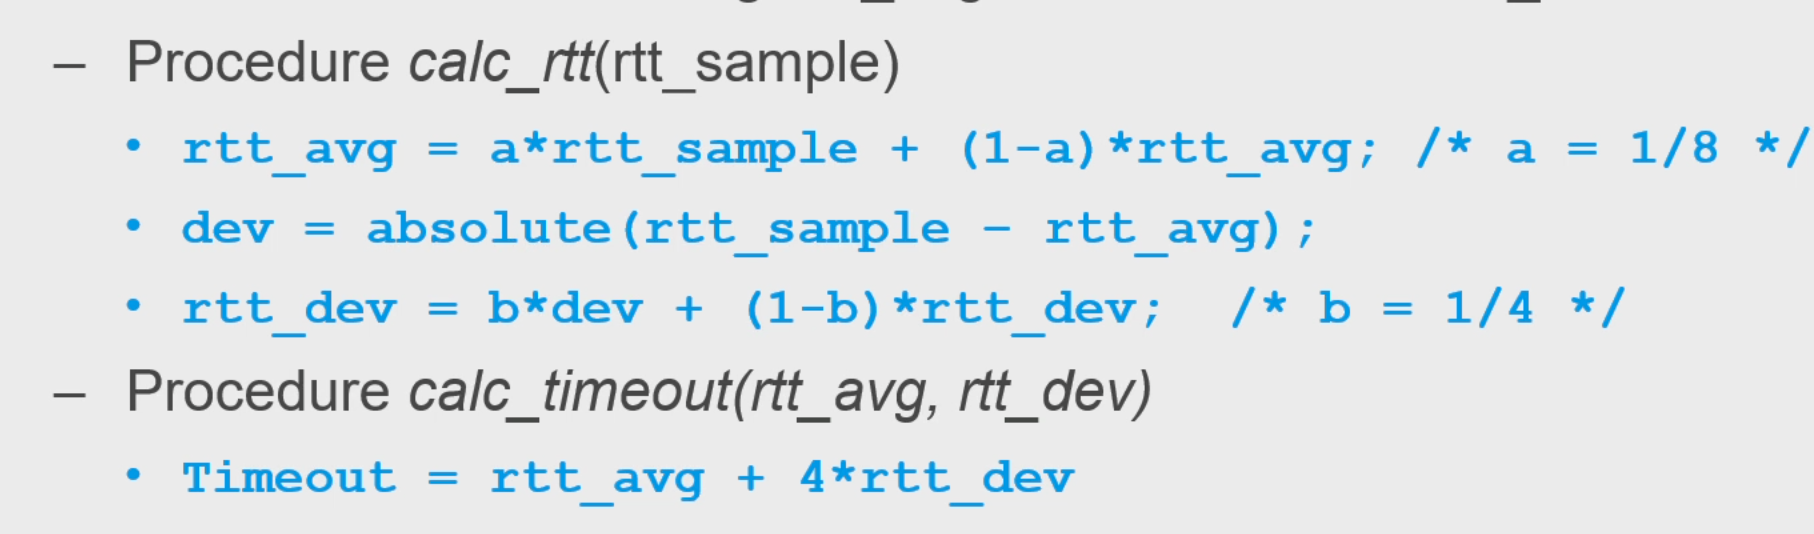 – Procedure calc_rtt(rtt_sample)
• rtt_avg = a*rtt_sample + (1-a)*rtt_avg; /* a = 1/8 */
• dev = absolute(rtt_sample – rtt_avg);
• rtt_dev = b*dev + (1-b)*rtt_dev; /* b = 1/4 */
– Procedure calc_timeout(rtt_avg, rtt_dev)
• Timeout = rtt_avg + 4*rtt_dev